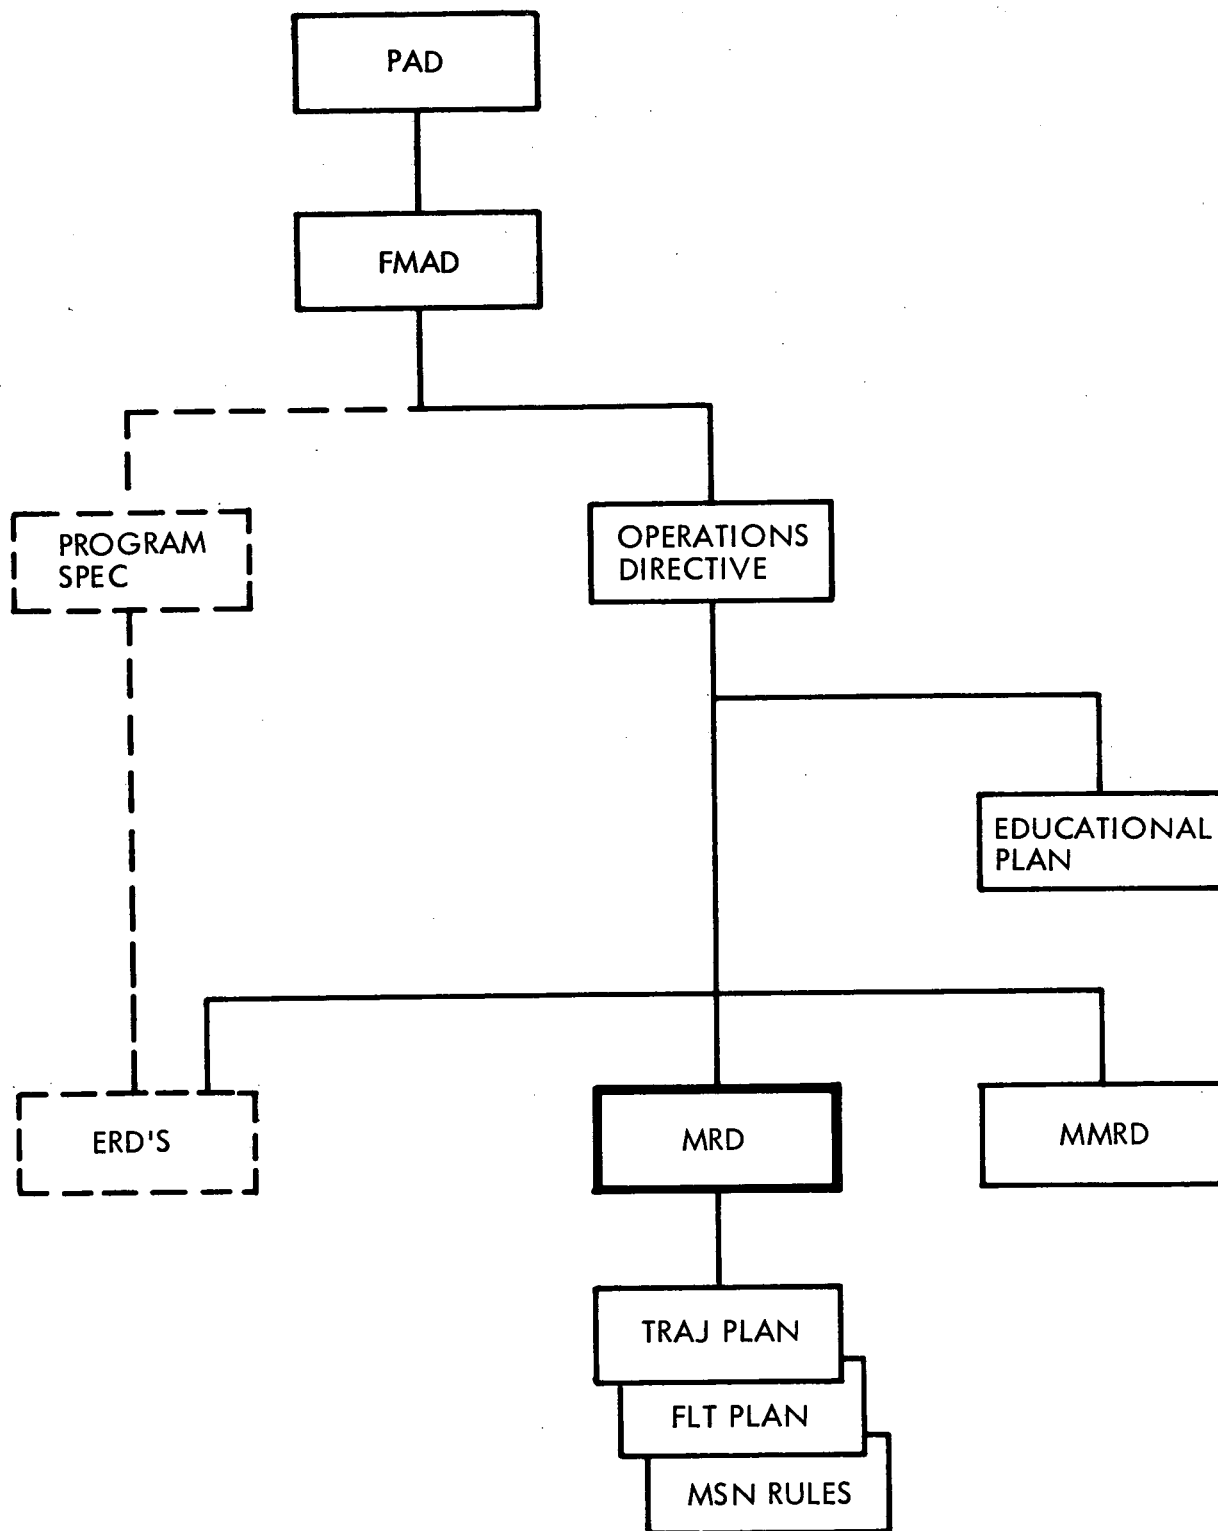 PAD
FMAD
PROGRAM
SPEC
OPERATIONS
DIRECTIVE
EDUCATIONAL
PLAN
ERD'S
MRD
MMRD
TRAJ PLAN
FLT PLAN
MSN RULES